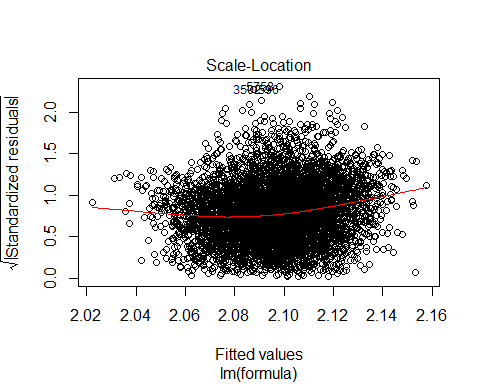 Scale-Location
2.0
1.5
1.0
0.5
0.0
√|Standardized residuals|
2.02 2.04 2.06 2.08 2.10 2.12 2.14 2.16
Fitted values
lm(formula)